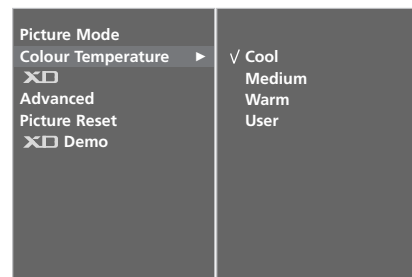 Picture Mode
Colour Temperature ►
XD
Advanced
Picture Reset
XD Demo
√ Cool
Medium
Warm
User